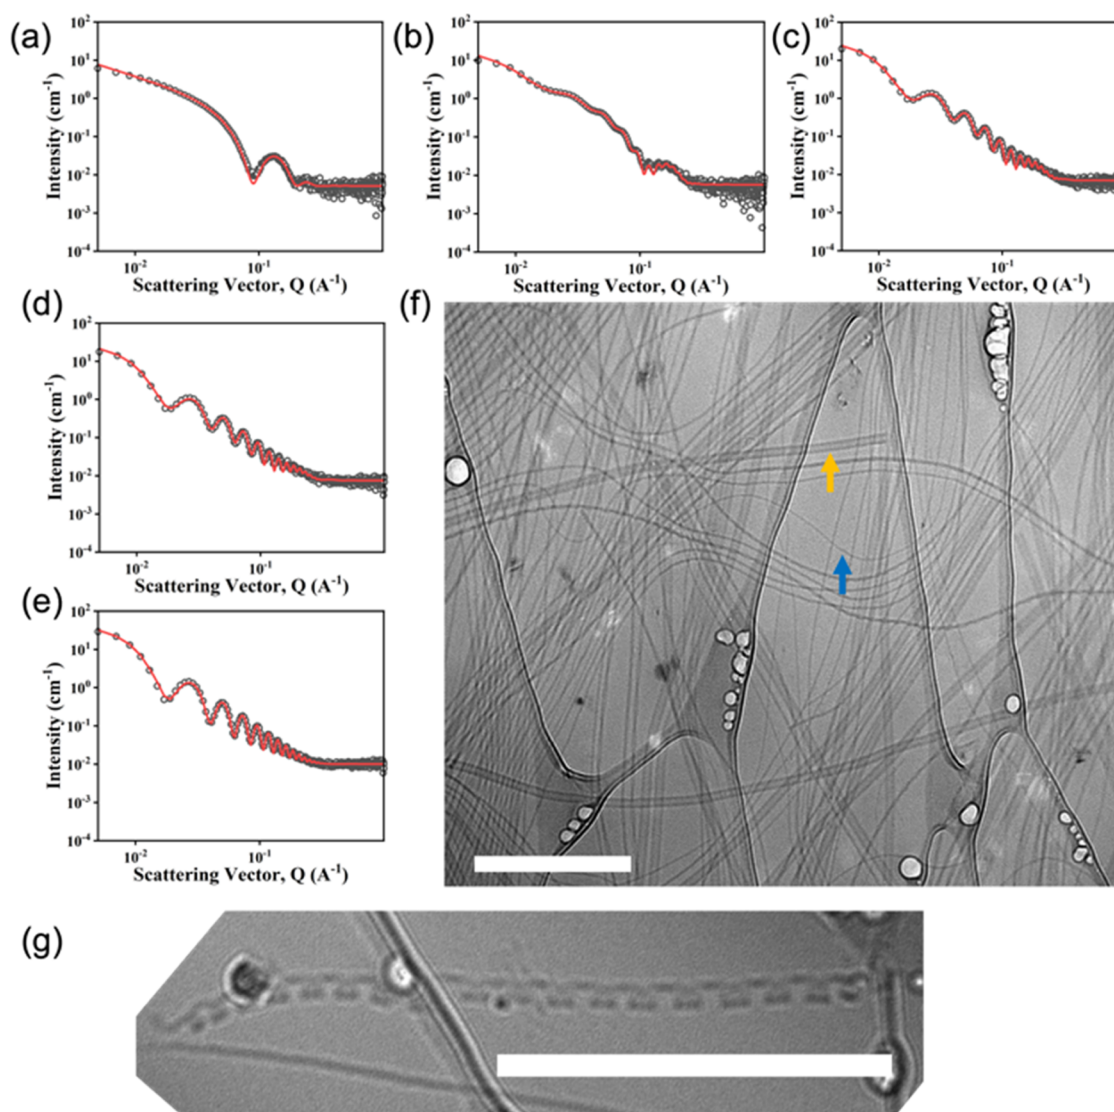 (a)
10²
10¹
10⁰
10⁻¹
10⁻²
10⁻³
10⁻⁴
Intensity (cm⁻¹)
10⁻²
10⁻¹
Scattering Vector, Q (A⁻¹)
(b)
10²
10¹
10⁰
10⁻¹
10⁻²
10⁻³
10⁻⁴
Intensity (cm⁻¹)
10⁻²
10⁻¹
Scattering Vector, Q (A⁻¹)
(c)
10²
10¹
10⁰
10⁻¹
10⁻²
10⁻³
10⁻⁴
Intensity (cm⁻¹)
10⁻²
10⁻¹
Scattering Vector, Q (A⁻¹)
(d)
10²
10¹
10⁰
10⁻¹
10⁻²
10⁻³
10⁻⁴
Intensity (cm⁻¹)
10⁻²
10⁻¹
Scattering Vector, Q (A⁻¹)
(e)
10²
10¹
10⁰
10⁻¹
10⁻²
10⁻³
10⁻⁴
Intensity (cm⁻¹)
10⁻²
10⁻¹
Scattering Vector, Q (A⁻¹)
(f)
(g)